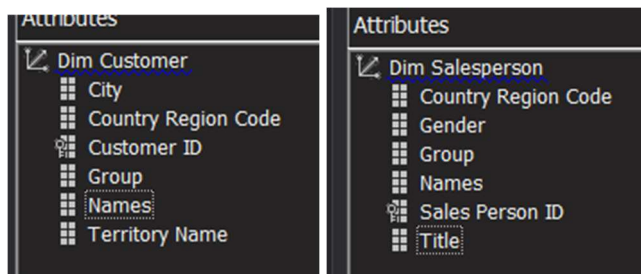 Attributes
Dim Customer
City
Country Region Code
Customer ID
Group
Names
Territory Name
Attributes
Dim Salesperson
Country Region Code
Gender
Group
Names
Sales Person ID
Title